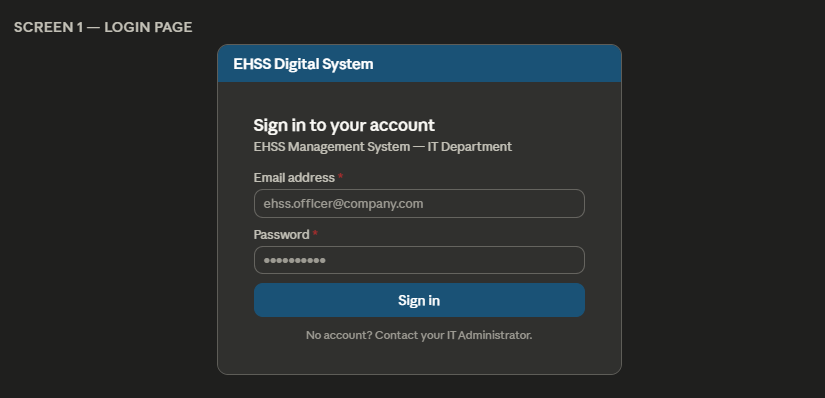 SCREEN 1 — LOGIN PAGE
EHSS Digital System
Sign in to your account
EHSS Management System — IT Department
Email address *
ehss.officer@company.com
Password *
••••••••••
Sign in
No account? Contact your IT Administrator.